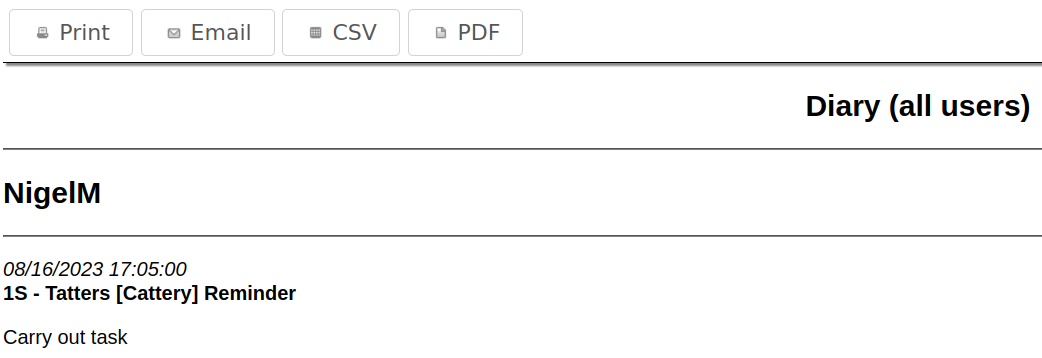 Print Email CSV PDF
Diary (all users)
NigelM
08/16/2023 17:05:00
1S - Tatters [Cattery] Reminder
Carry out task